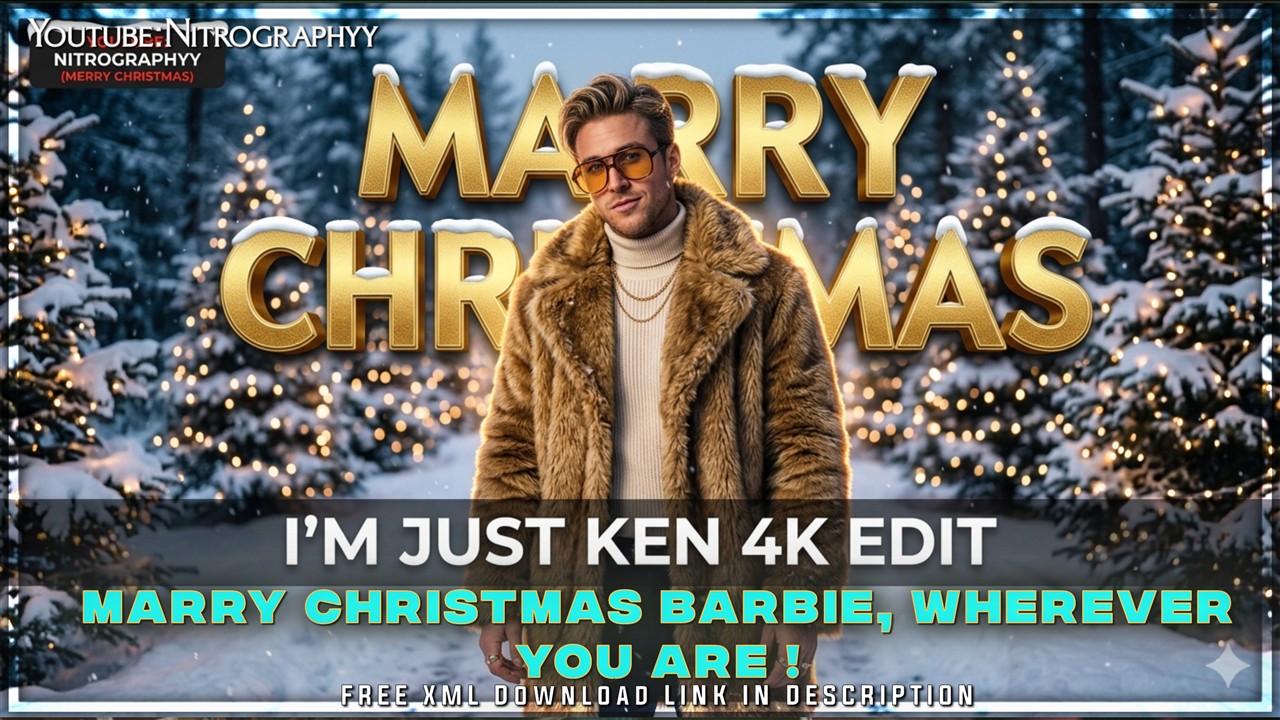 YOUTUBE:NITROGRAPHYY
NITROGRAPHYY
(MERRY CHRISTMAS)
MARRY
CHRISTMAS
I'M JUST KEN 4K EDIT
MARRY CHRISTMAS BARBIE, WHEREVER
YOU ARE !
FREE XML DOWNLOAD LINK IN DESCRIPTION